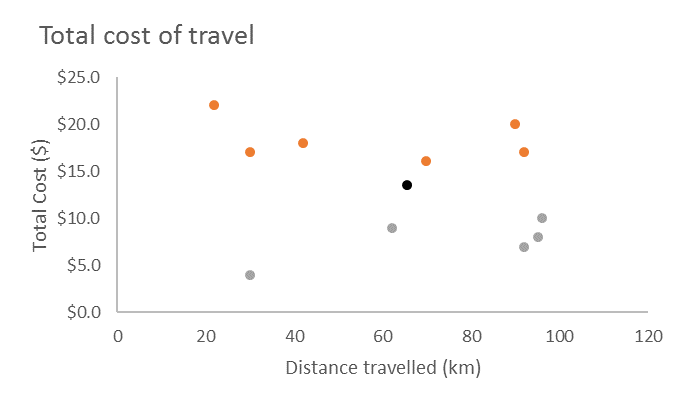 Total cost of travel
$25.0
$20.0
$15.0
$10.0
$5.0
$0.0
Total Cost ($)
0 20 40 60 80 100 120
Distance travelled (km)